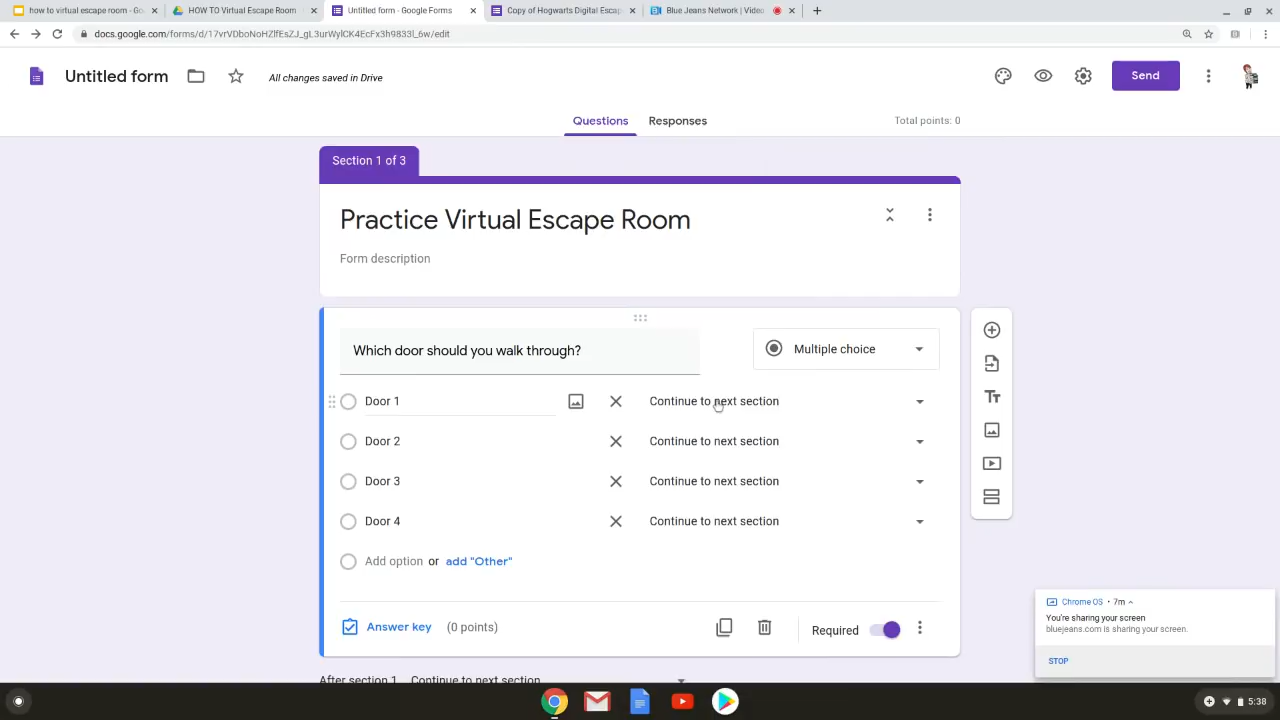 how to virtual escape room - Go
HOW TO Virtual Escape Room
Untitled form - Google Forms
Copy of Hogwarts Digital Escape
Blue Jeans Network | Video
docs.google.com/forms/d/17vrVDboNoHZlfEsZJ_gL3urWylCK4EcFx3h9833l_6w/edit
Untitled form
All changes saved in Drive
Send
Questions
Responses
Total points: 0
Section 1 of 3
Practice Virtual Escape Room
Form description
Which door should you walk through?
Multiple choice
Door 1
Continue to next section
Door 2
Continue to next section
Door 3
Continue to next section
Door 4
Continue to next section
Add option or add "Other"
Answer key (0 points)
Required
After section 1 Continue to next section
Chrome OS • 7m
You're sharing your screen
bluejeans.com is sharing your screen.
STOP
5:38